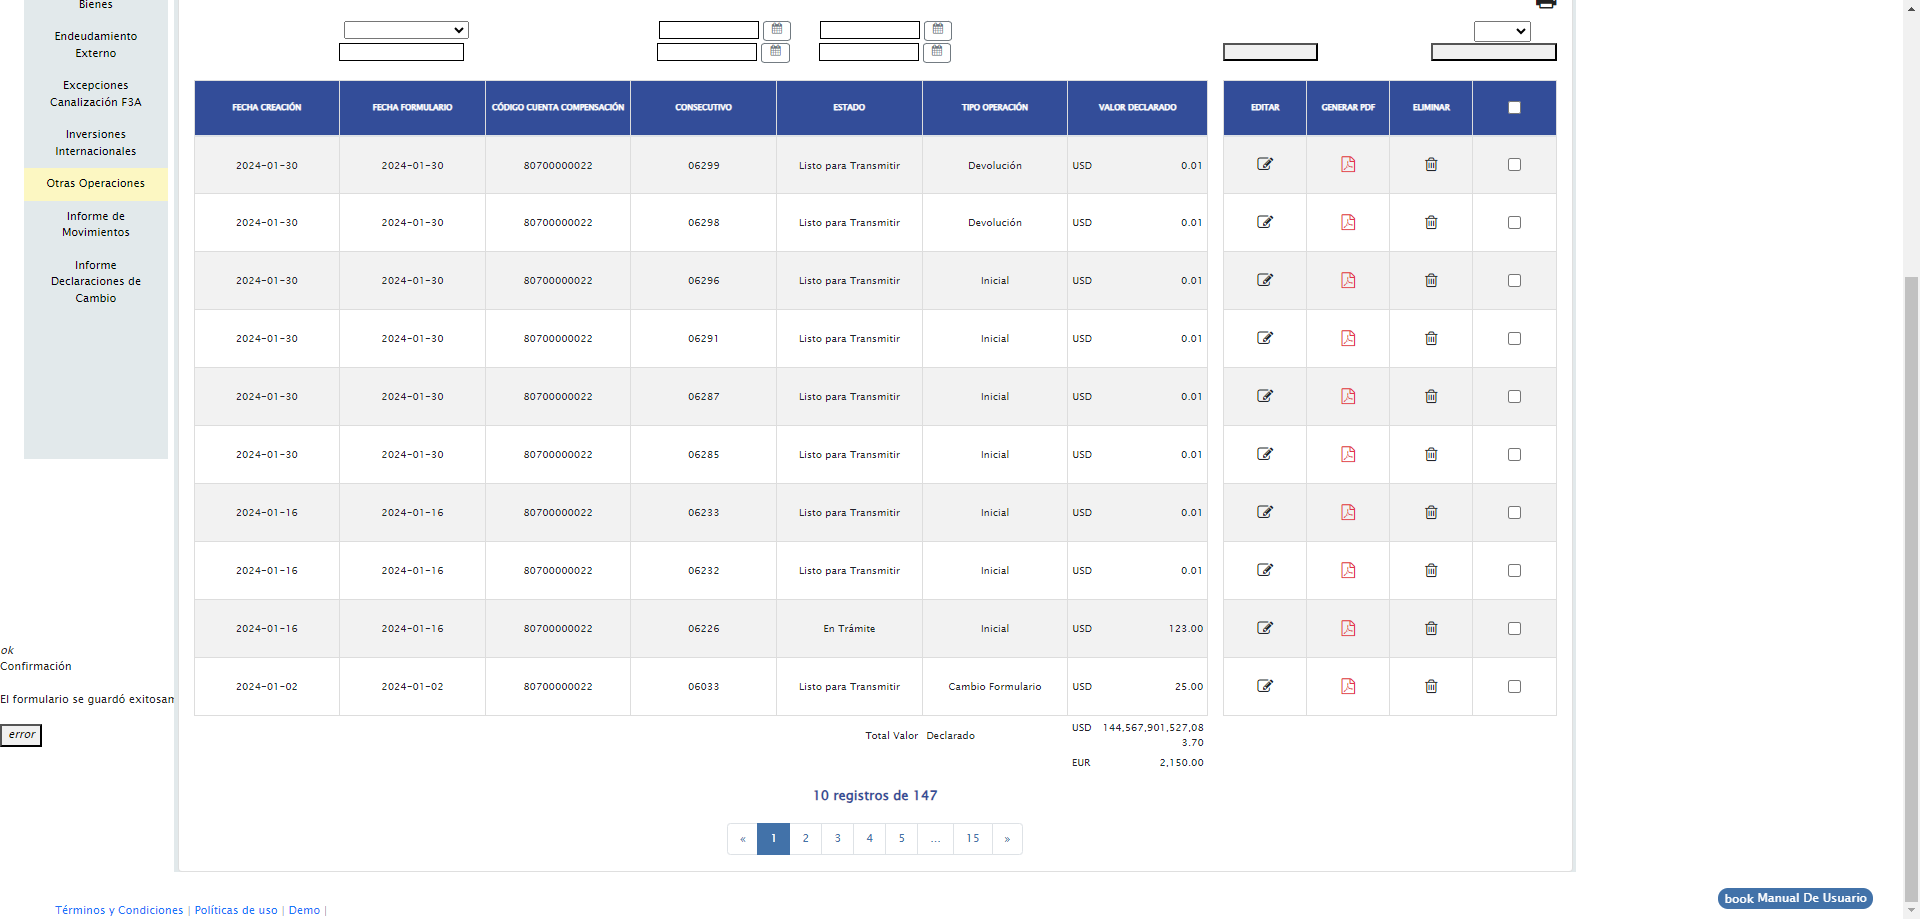 Bienes
Endeudamiento
Externo
Excepciones
Canalización F3A
Inversiones
Internacionales
Otras Operaciones
Informe de
Movimientos
Informe
Declaraciones de
Cambio
FECHA CREACIÓN FECHA FORMULARIO CÓDIGO CUENTA COMPENSACIÓN CONSECUTIVO ESTADO TIPO OPERACIÓN VALOR DECLARADO EDITAR GENERAR PDF ELIMINAR
2024-01-30 2024-01-30 80700000022 06299 Listo para Transmitir Devolución USD 0.01
2024-01-30 2024-01-30 80700000022 06298 Listo para Transmitir Devolución USD 0.01
2024-01-30 2024-01-30 80700000022 06296 Listo para Transmitir Inicial USD 0.01
2024-01-30 2024-01-30 80700000022 06291 Listo para Transmitir Inicial USD 0.01
2024-01-30 2024-01-30 80700000022 06287 Listo para Transmitir Inicial USD 0.01
2024-01-30 2024-01-30 80700000022 06285 Listo para Transmitir Inicial USD 0.01
2024-01-16 2024-01-16 80700000022 06233 Listo para Transmitir Inicial USD 0.01
2024-01-16 2024-01-16 80700000022 06232 Listo para Transmitir Inicial USD 0.01
2024-01-16 2024-01-16 80700000022 06226 En Trámite Inicial USD 123.00
2024-01-02 2024-01-02 80700000022 06033 Listo para Transmitir Cambio Formulario USD 25.00
Total Valor Declarado USD 144,567,901,527,08
3.70
EUR 2,150.00
10 registros de 147
« 1 2 3 4 5 ... 15 »
ok
Confirmación
El formulario se guardó exitosam
error
Términos y Condiciones | Políticas de uso | Demo |
book Manual De Usuario